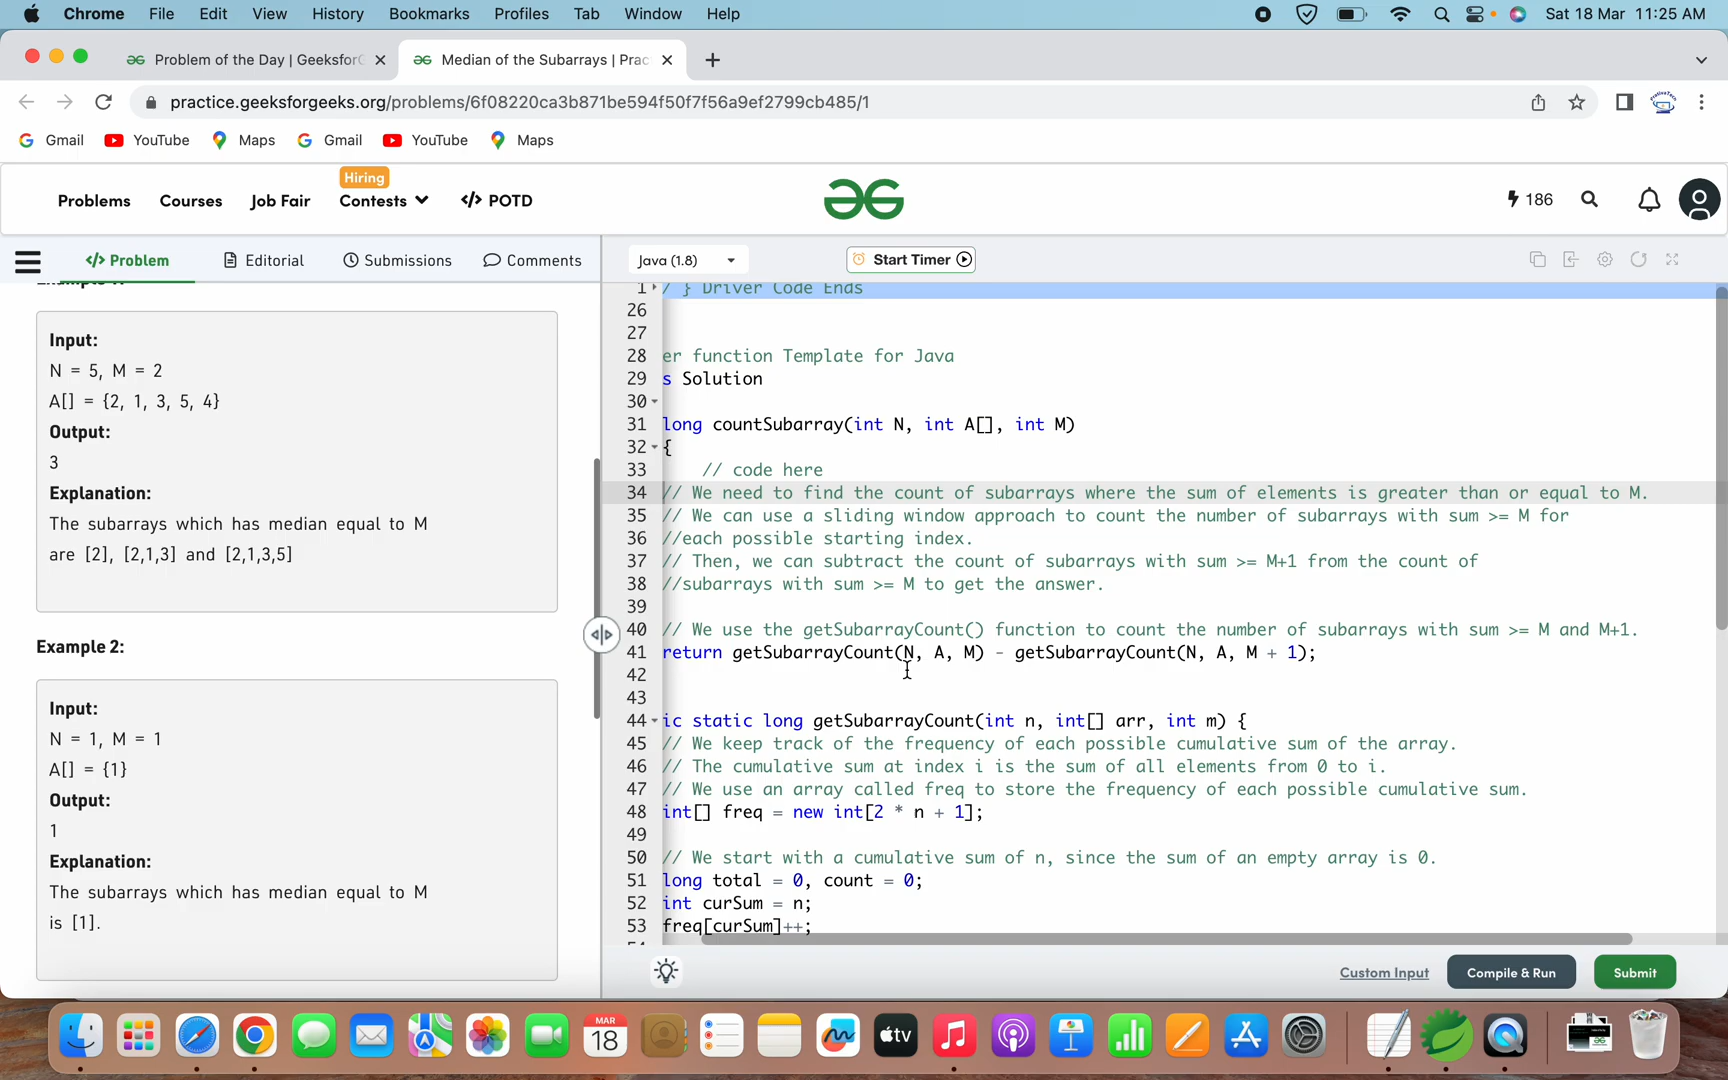 Chrome File Edit View History Bookmarks Profiles Tab Window Help Sat 18 Mar 11:25 AM
Problem of the Day | Geeksfor Median of the Subarrays | Prac
practice.geeksforgeeks.org/problems/6f08220ca3b871be594f50f7f56a9ef2799cb485/1
Gmail YouTube Maps Gmail YouTube Maps
Hiring
Problems Courses Job Fair Contests </> POTD 186
</> Problem Editorial Submissions Comments
Java (1.8) Start Timer
Input:
N = 5, M = 2
A[] = {2, 1, 3, 5, 4}
Output:
3
Explanation:
The subarrays which has median equal to M
are [2], [2,1,3] and [2,1,3,5]
Example 2:
Input:
N = 1, M = 1
A[] = {1}
Output:
1
Explanation:
The subarrays which has median equal to M
is [1].
1 / } Driver Code Ends
26
27
28 er function Template for Java
29 s Solution
30
31 long countSubarray(int N, int A[], int M)
32 {
33 // code here
34 // We need to find the count of subarrays where the sum of elements is greater than or equal to M.
35 // We can use a sliding window approach to count the number of subarrays with sum >= M for
36 //each possible starting index.
37 // Then, we can subtract the count of subarrays with sum >= M+1 from the count of
38 //subarrays with sum >= M to get the answer.
39
40 // We use the getSubarrayCount() function to count the number of subarrays with sum >= M and M+1.
41 return getSubarrayCount(N, A, M) - getSubarrayCount(N, A, M + 1);
42
43
44 ic static long getSubarrayCount(int n, int[] arr, int m) {
45 // We keep track of the frequency of each possible cumulative sum of the array.
46 // The cumulative sum at index i is the sum of all elements from 0 to i.
47 // We use an array called freq to store the frequency of each possible cumulative sum.
48 int[] freq = new int[2 * n + 1];
49
50 // We start with a cumulative sum of n, since the sum of an empty array is 0.
51 long total = 0, count = 0;
52 int curSum = n;
53 freq[curSum]++;
Custom Input Compile & Run Submit
MAR
18
tv